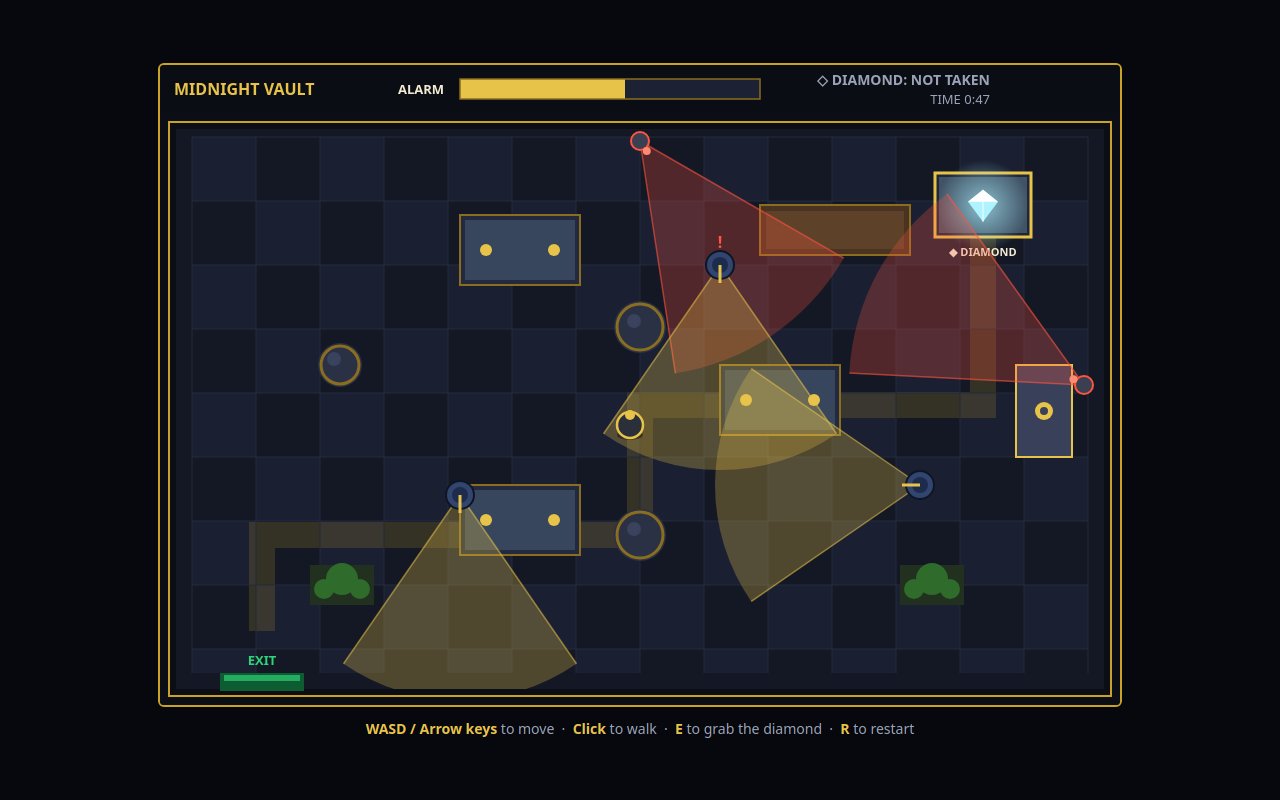 MIDNIGHT VAULT
ALARM
◇ DIAMOND: NOT TAKEN
TIME 0:47
!
◆ DIAMOND
EXIT
WASD / Arrow keys to move · Click to walk · E to grab the diamond · R to restart